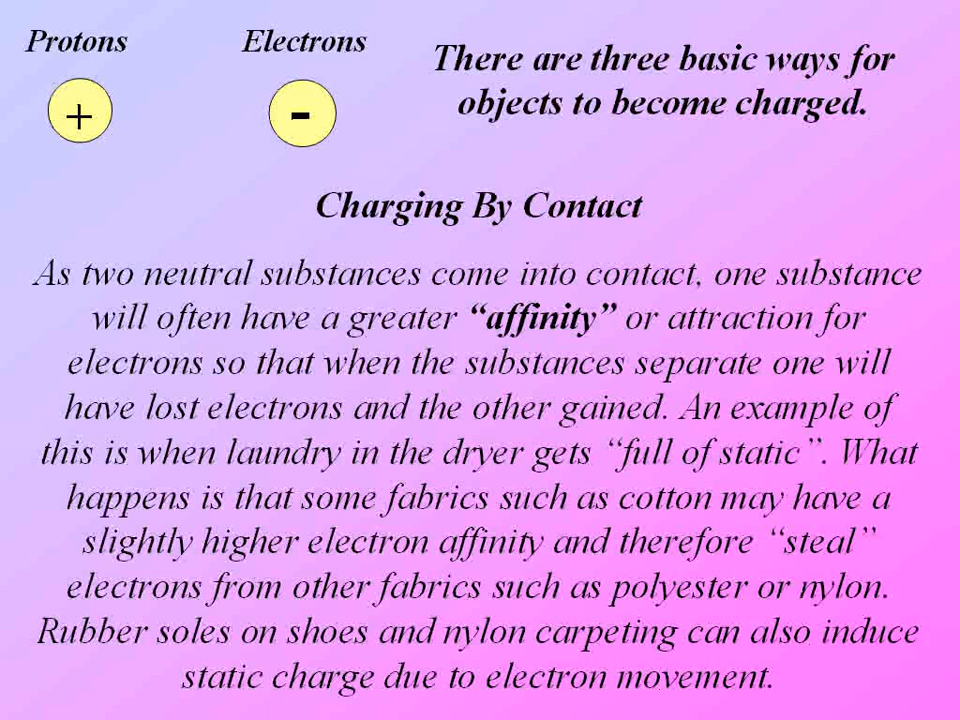 Protons
Electrons
+
-
There are three basic ways for
objects to become charged.
Charging By Contact
As two neutral substances come into contact, one substance
will often have a greater “affinity” or attraction for
electrons so that when the substances separate one will
have lost electrons and the other gained. An example of
this is when laundry in the dryer gets “full of static”. What
happens is that some fabrics such as cotton may have a
slightly higher electron affinity and therefore “steal”
electrons from other fabrics such as polyester or nylon.
Rubber soles on shoes and nylon carpeting can also induce
static charge due to electron movement.